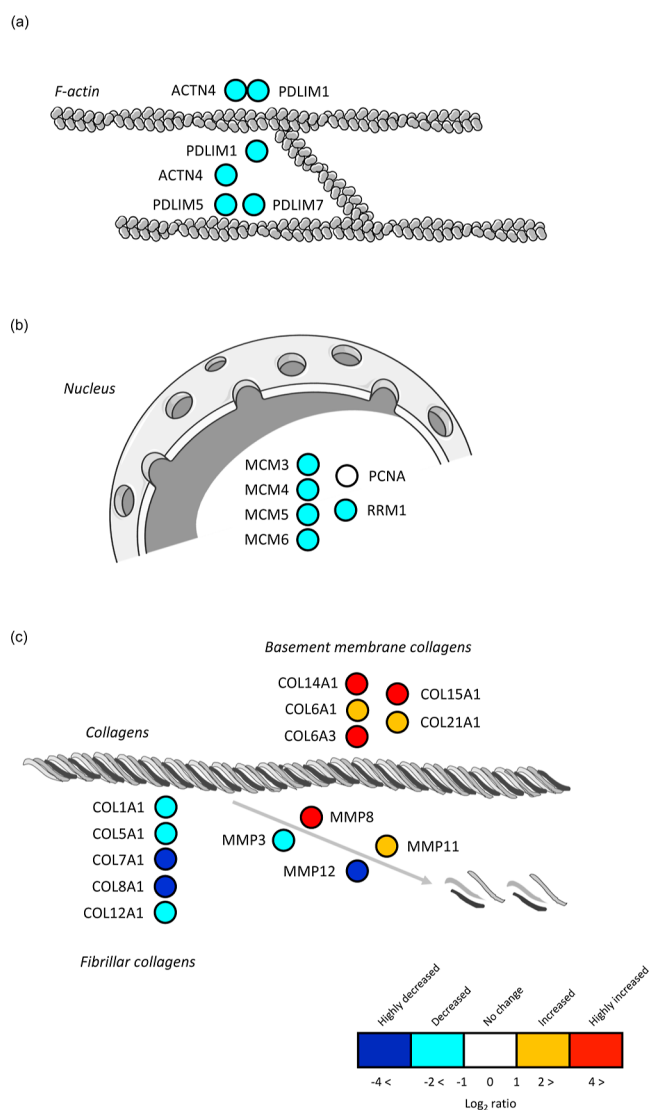 (a)
F-actin
ACTN4 PDLIM1
PDLIM1
ACTN4
PDLIM5 PDLIM7
(b)
Nucleus
MCM3
PCNA
MCM4
RRM1
MCM5
MCM6
(c)
Basement membrane collagens
COL14A1
COL15A1
COL6A1
COL21A1
COL6A3
Collagens
COL1A1
MMP8
COL5A1
MMP3
MMP11
COL7A1
MMP12
COL8A1
COL12A1
Fibrillar collagens
Highly decreased
Decreased
No change
Increased
Highly increased
-4 < -2 < -1 0 1 2 > 4 >
Log2 ratio